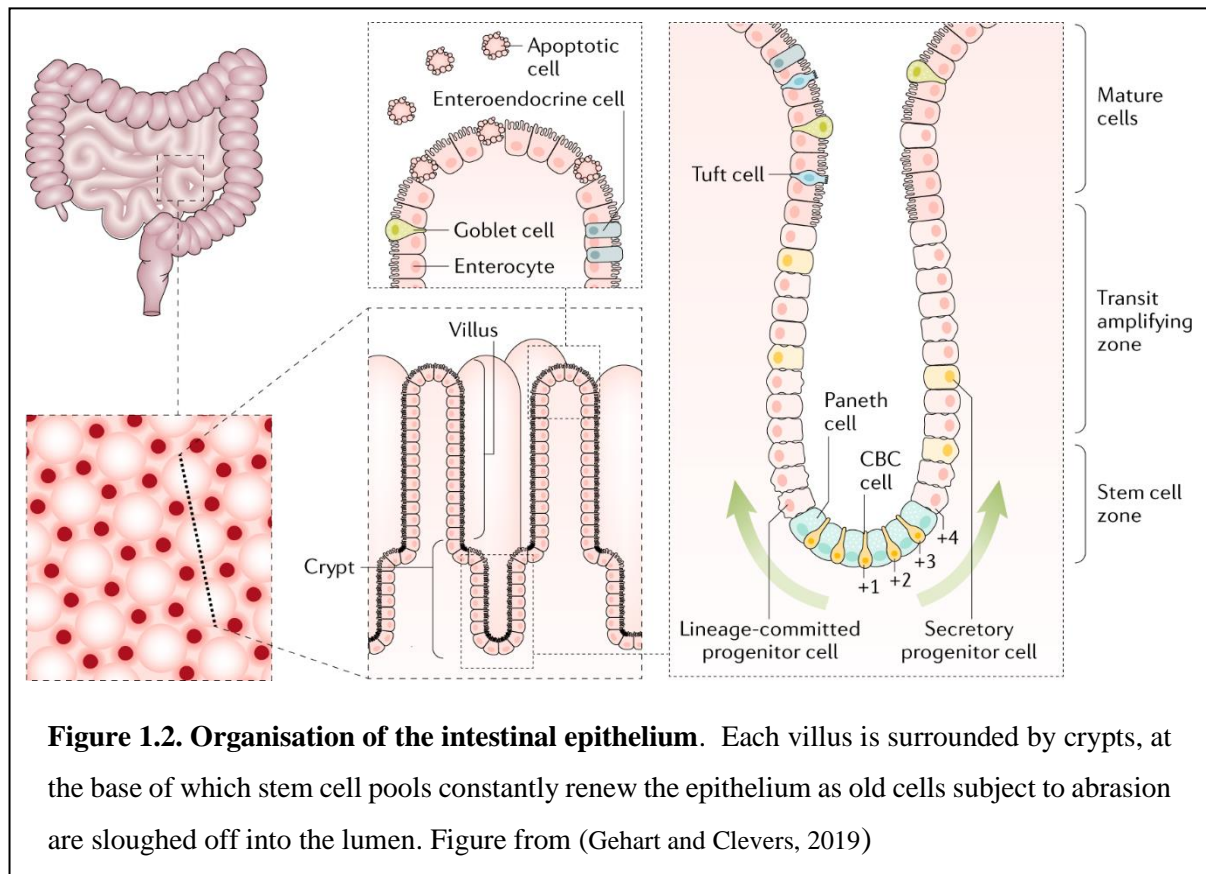 Apoptotic
cell
Enteroendocrine cell
Goblet cell
Enterocyte
Villus
Crypt
Tuft cell
Mature
cells
Transit
amplifying
zone
Paneth
cell
CBC
cell
Stem cell
zone
+4
+3
+2
+1
Lineage-committed
progenitor cell
Secretory
progenitor cell
Figure 1.2. Organisation of the intestinal epithelium. Each villus is surrounded by crypts, at
the base of which stem cell pools constantly renew the epithelium as old cells subject to abrasion
are sloughed off into the lumen. Figure from (Gehart and Clevers, 2019)